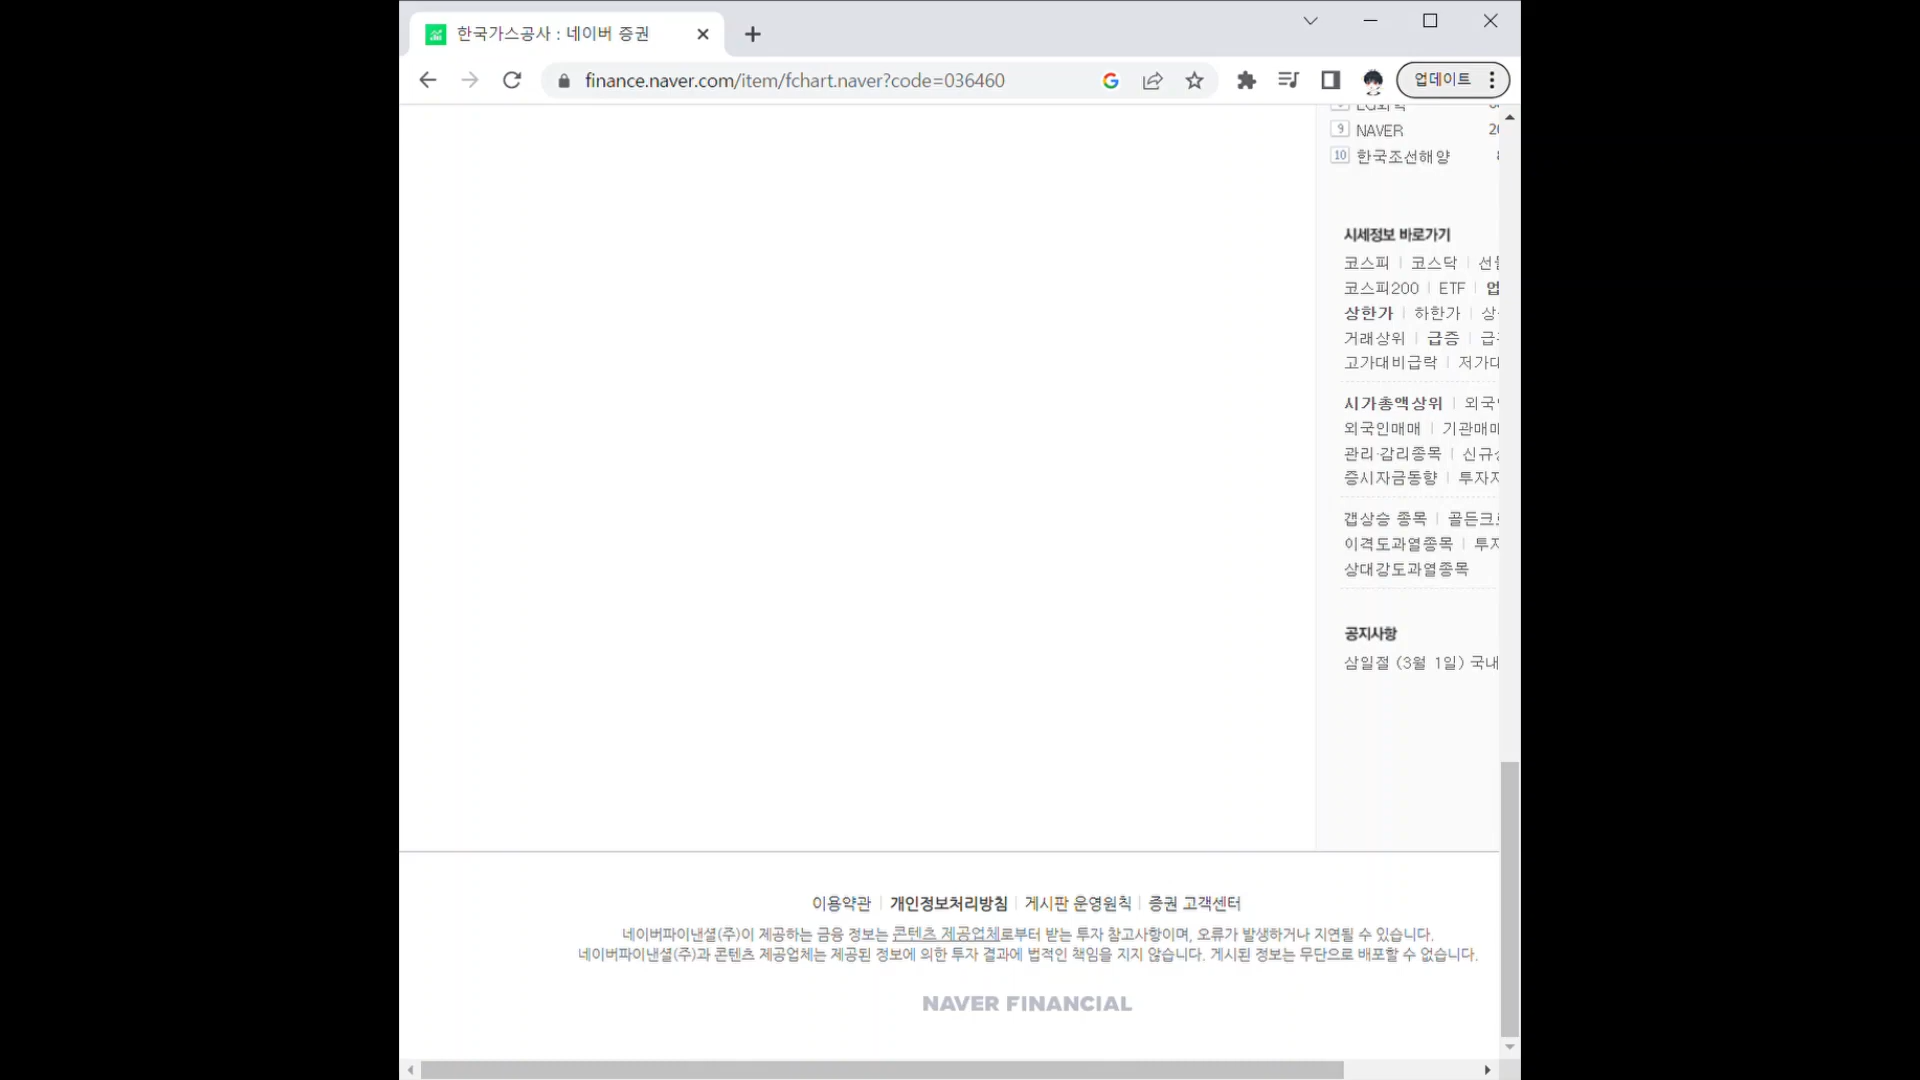 한국가스공사 : 네이버 증권
finance.naver.com/item/fchart.naver?code=036460
업데이트
9 NAVER
10 한국조선해양
시세정보 바로가기
코스피 | 코스닥
코스피200 | ETF | 업
상한가 | 하한가
거래상위 | 급증
고가대비급락 | 저가
시가총액상위 | 외국
외국인매매 | 기관매
관리·감리종목 | 신규
증시자금동향 | 투자
갭상승 종목 | 골든크
이격도과열종목 | 투
상대강도과열종목
공지사항
삼일절 (3월 1일) 국내
이용약관 | 개인정보처리방침 | 게시판 운영원칙 | 증권 고객센터
네이버파이낸셜(주)이 제공하는 금융 정보는 콘텐츠 제공업체로부터 받는 투자 참고사항이며, 오류가 발생하거나 지연될 수 있습니다.
네이버파이낸셜(주)과 콘텐츠 제공업체는 제공된 정보에 의한 투자 결과에 법적인 책임을 지지 않습니다. 게시된 정보는 무단으로 배포할 수 없습니다.
NAVER FINANCIAL